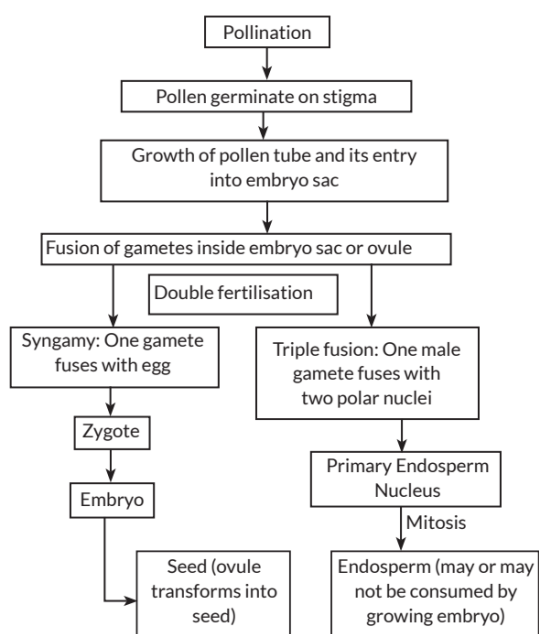 Pollination
Pollen germinate on stigma
Growth of pollen tube and its entry
into embryo sac
Fusion of gametes inside embryo sac or ovule
Double fertilisation
Syngamy: One gamete
fuses with egg
Triple fusion: One male
gamete fuses with
two polar nuclei
Zygote
Primary Endosperm
Nucleus
Embryo
Mitosis
Seed (ovule
transforms into
seed)
Endosperm (may or may
not be consumed by
growing embryo)